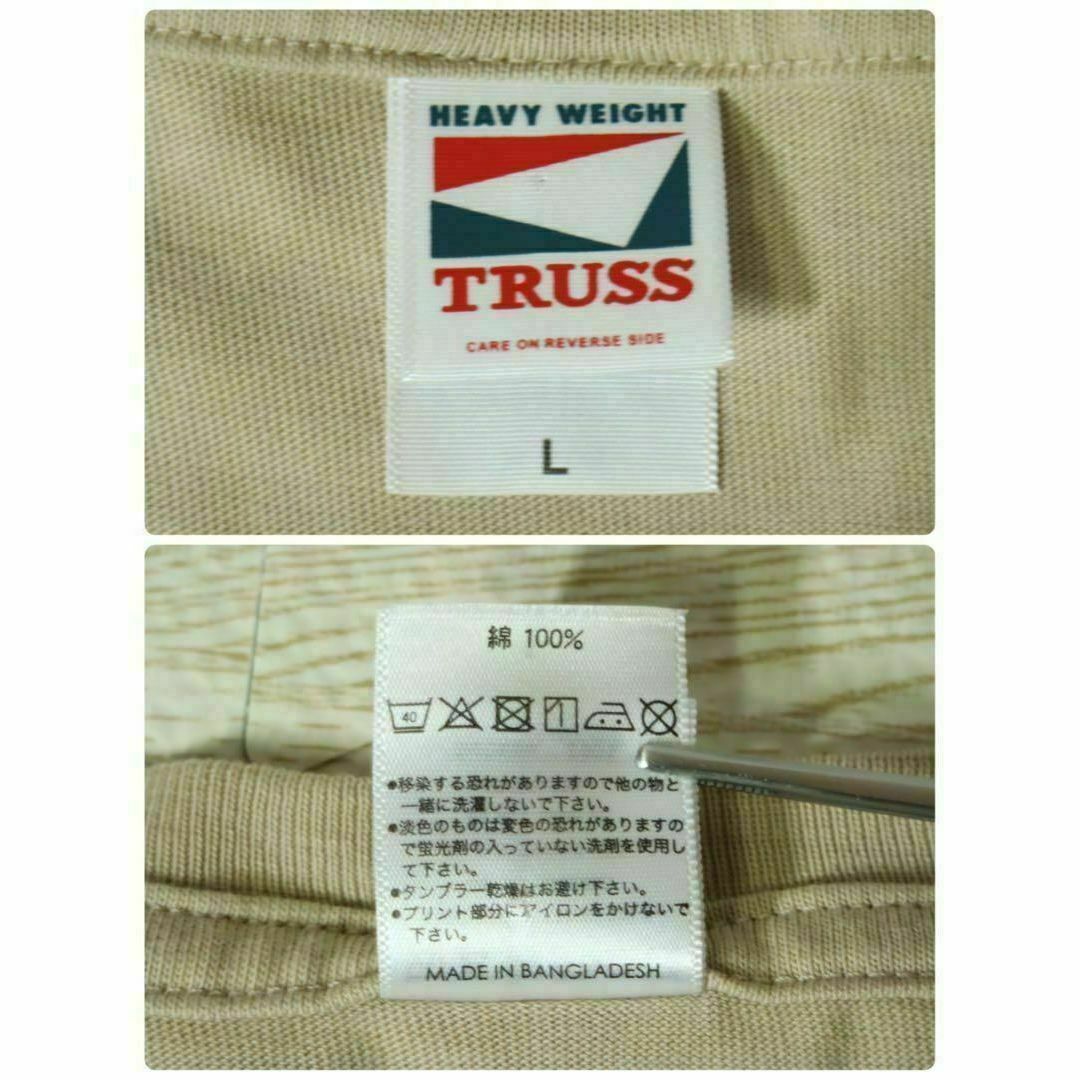 HEAVY WEIGHT
TRUSS
CARE ON REVERSE SIDE
L
綿 100%
40
●移染する恐れがありますので他の物と
一緒に洗濯しないで下さい。
●淡色のものは変色の恐れがありますの
で蛍光剤の入っていない洗剤を使用し
て下さい。
●タンブラー乾燥はお避け下さい。
●プリント部分にアイロンをかけないで
下さい。
MADE IN BANGLADESH